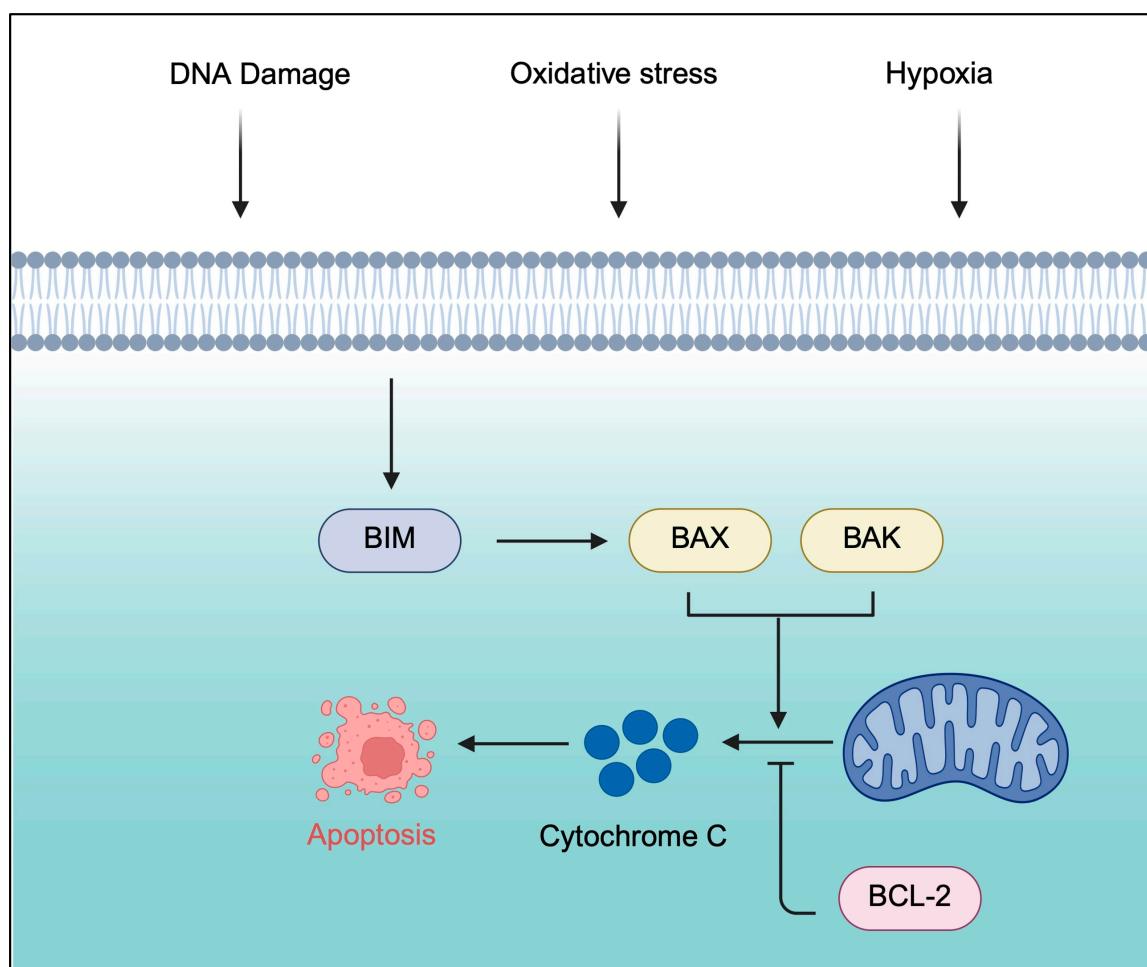 DNA Damage
Oxidative stress
Hypoxia
BIM
BAX
BAK
Apoptosis
Cytochrome C
BCL-2